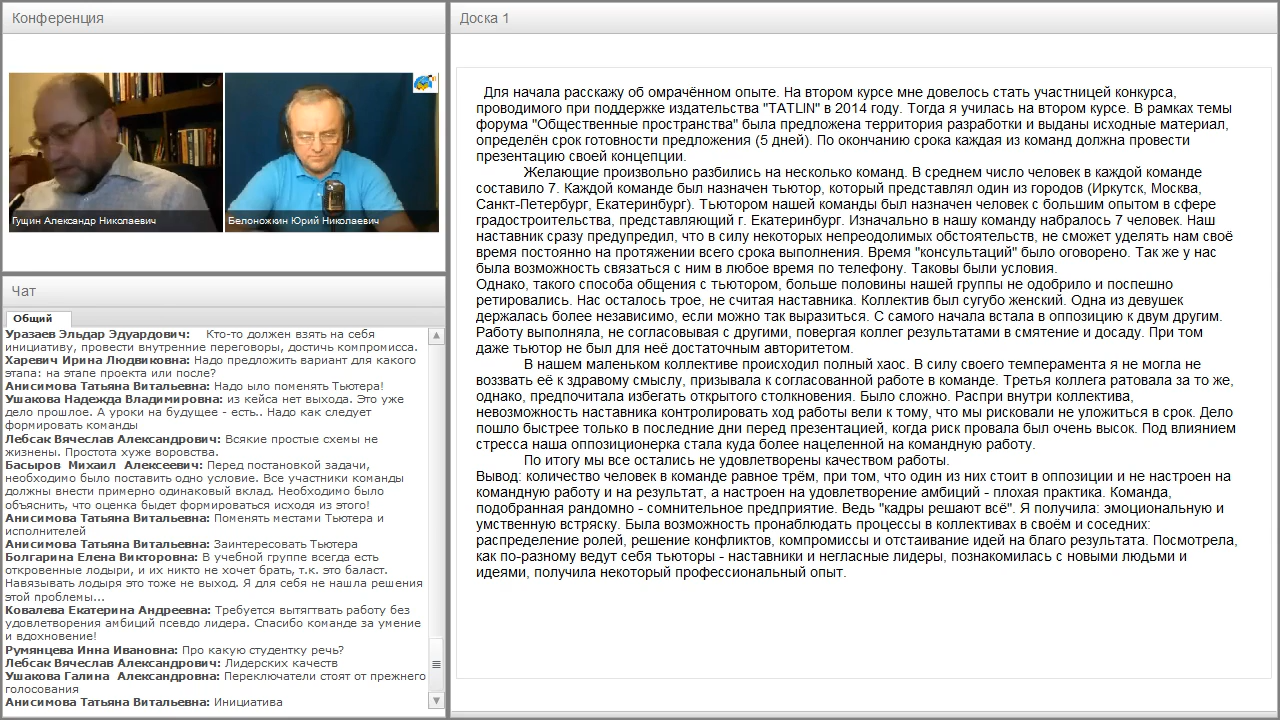 Конференция
Гущин Александр Николаевич
Белоножкин Юрий Николаевич
Чат
Общий
Уразаев Эльдар Эдуардович: Кто-то должен взять на себя
инициативу, провести внутренние переговоры, достичь компромисса.
Харевич Ирина Людвиковна: Надо предложить вариант для какого
этапа: на этапе проекта или после?
Анисимова Татьяна Витальевна: Надо ыло поменять Тьютера!
Ушакова Надежда Владимировна: из кейса нет выхода. Это уже
дело прошлое. А уроки на будущее - есть.. Надо как следует
формировать команды
Лебсак Вячеслав Александрович: Всякие простые схемы не
жизнены. Простота хуже воровства.
Басыров Михаил Алексеевич: Перед постановкой задачи,
необходимо было поставить одно условие. Все участники команды
должны внести примерно одинаковый вклад. Необходимо было
объяснить, что оценка быдет формироваться исходя из этого!
Анисимова Татьяна Витальевна: Поменять местами Тьютера и
исполнителей
Анисимова Татьяна Витальевна: Заинтересовать Тьютера
Болгарина Елена Викторовна: В учебной группе всегда есть
откровенные лодыри, и их никто не хочет брать, т.к. это баласт.
Навязывать лодыря это тоже не выход. Я для себя не нашла решения
этой проблемы...
Ковалева Екатерина Андреевна: Требуется вытягтвать работу без
удовлетворения амбиций псевдо лидера. Спасибо команде за умение
и вдохновение!
Румянцева Инна Ивановна: Про какую студентку речь?
Лебсак Вячеслав Александрович: Лидерских качеств
Ушакова Галина Александровна: Переключатели стоят от прежнего
голосования
Анисимова Татьяна Витальевна: Инициатива
Доска 1
Для начала расскажу об омрачённом опыте. На втором курсе мне довелось стать участницей конкурса,
проводимого при поддержке издательства "TATLIN" в 2014 году. Тогда я училась на втором курсе. В рамках темы
форума "Общественные пространства" была предложена территория разработки и выданы исходные материал,
определён срок готовности предложения (5 дней). По окончанию срока каждая из команд должна провести
презентацию своей концепции.
Желающие произвольно разбились на несколько команд. В среднем число человек в каждой команде
составило 7. Каждой команде был назначен тьютор, который представлял один из городов (Иркутск, Москва,
Санкт-Петербург, Екатеринбург). Тьютором нашей команды был назначен человек с большим опытом в сфере
градостроительства, представляющий г. Екатеринбург. Изначально в нашу команду набралось 7 человек. Наш
наставник сразу предупредил, что в силу некоторых непреодолимых обстоятельств, не сможет уделять нам своё
время постоянно на протяжении всего срока выполнения. Время "консультаций" было оговорено. Так же у нас
была возможность связаться с ним в любое время по телефону. Таковы были условия.
Однако, такого способа общения с тьютором, больше половины нашей группы не одобрило и поспешно
ретировались. Нас осталось трое, не считая наставника. Коллектив был сугубо женский. Одна из девушек
держалась более независимо, если можно так выразиться. С самого начала встала в оппозицию к двум другим.
Работу выполняла, не согласовывая с другими, повергая коллег результатами в смятение и досаду. При том
даже тьютор не был для неё достаточным авторитетом.
В нашем маленьком коллективе происходил полный хаос. В силу своего темперамента я не могла не
воззвать её к здравому смыслу, призывала к согласованной работе в команде. Третья коллега ратовала за то же,
однако, предпочитала избегать открытого столкновения. Было сложно. Распри внутри коллектива,
невозможность наставника контролировать ход работы вели к тому, что мы рисковали не уложиться в срок. Дело
пошло быстрее только в последние дни перед презентацией, когда риск провала был очень высок. Под влиянием
стресса наша оппозиционерка стала куда более нацеленной на командную работу.
По итогу мы все остались не удовлетворены качеством работы.
Вывод: количество человек в команде равное трём, при том, что один из них стоит в оппозиции и не настроен на
командную работу и на результат, а настроен на удовлетворение амбиций - плохая практика. Команда,
подобранная рандомно - сомнительное предприятие. Ведь "кадры решают всё". Я получила: эмоциональную и
умственную встряску. Была возможность пронаблюдать процессы в коллективах в своём и соседних:
распределение ролей, решение конфликтов, компромиссы и отстаивание идей на благо результата. Посмотрела,
как по-разному ведут себя тьюторы - наставники и негласные лидеры, познакомилась с новыми людьми и
идеями, получила некоторый профессиональный опыт.